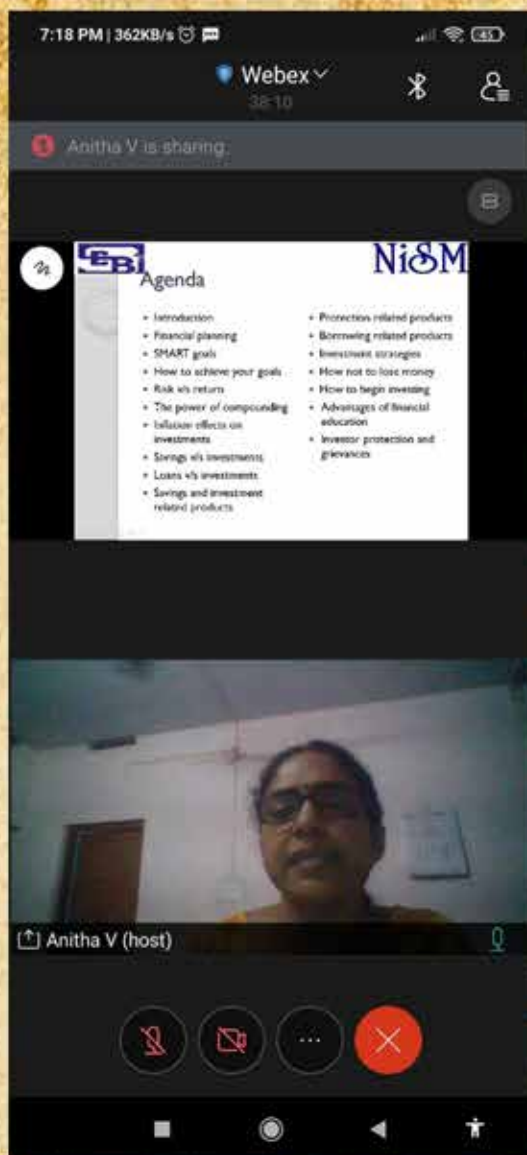 7:18 PM | 362KB/s
45
Webex
38:10
Anitha V is sharing
SEBI
NiSM
Agenda
• Introduction
• Financial planning
• SMART goals
• How to achieve your goals
• Risk v/s return
• The power of compounding
• Inflation effects on
investments
• Savings v/s investments
• Loans v/s investments
• Savings and investment
related products
• Protection related products
• Borrowing related products
• Investment strategies
• How not to lose money
• How to begin investing
• Advantages of financial
education
• Investor protection and
grievances
Anitha V (host)